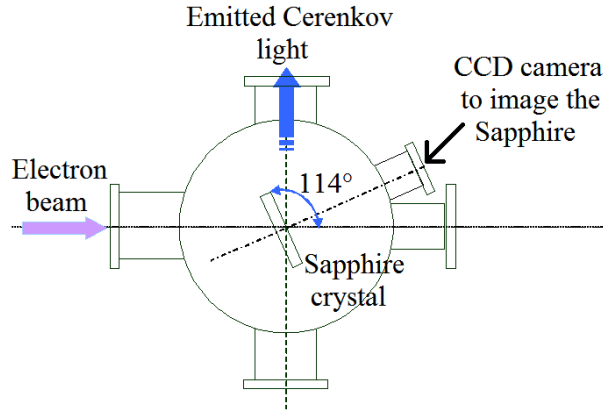 Emitted Cerenkov
light
CCD camera
to image the
Sapphire
Electron
beam
114°
Sapphire
crystal